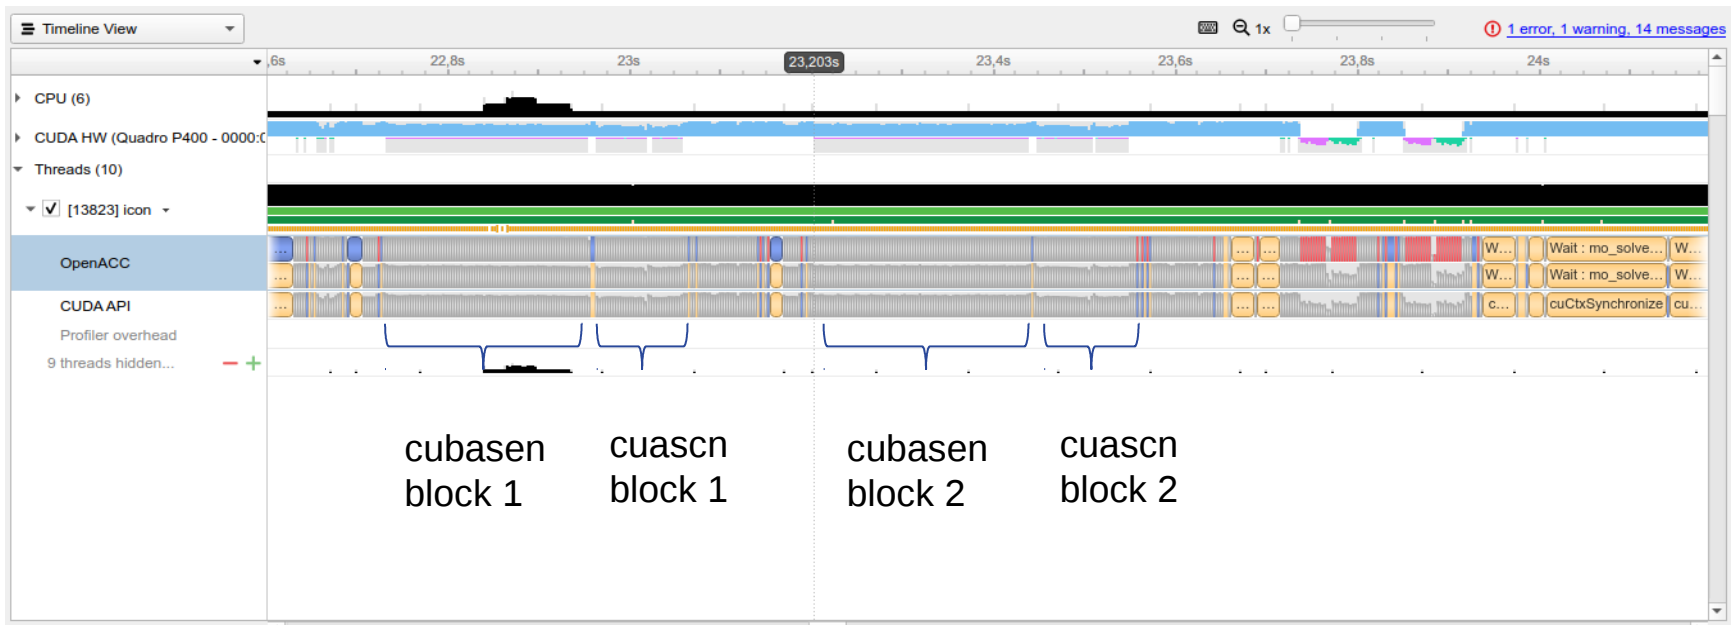 Timeline View
1x
1 error, 1 warning, 14 messages
,6s 22,8s 23s 23,203s 23,4s 23,6s 23,8s 24s
CPU (6)
CUDA HW (Quadro P400 - 0000:0
Threads (10)
[13823] icon
OpenACC
... ... ... W... Wait : mo_solve... W...
... ... ... W... Wait : mo_solve... W...
CUDA API
... ... ... c... cuCtxSynchronize cu...
Profiler overhead
9 threads hidden...
cubasen
block 1
cuascn
block 1
cubasen
block 2
cuascn
block 2